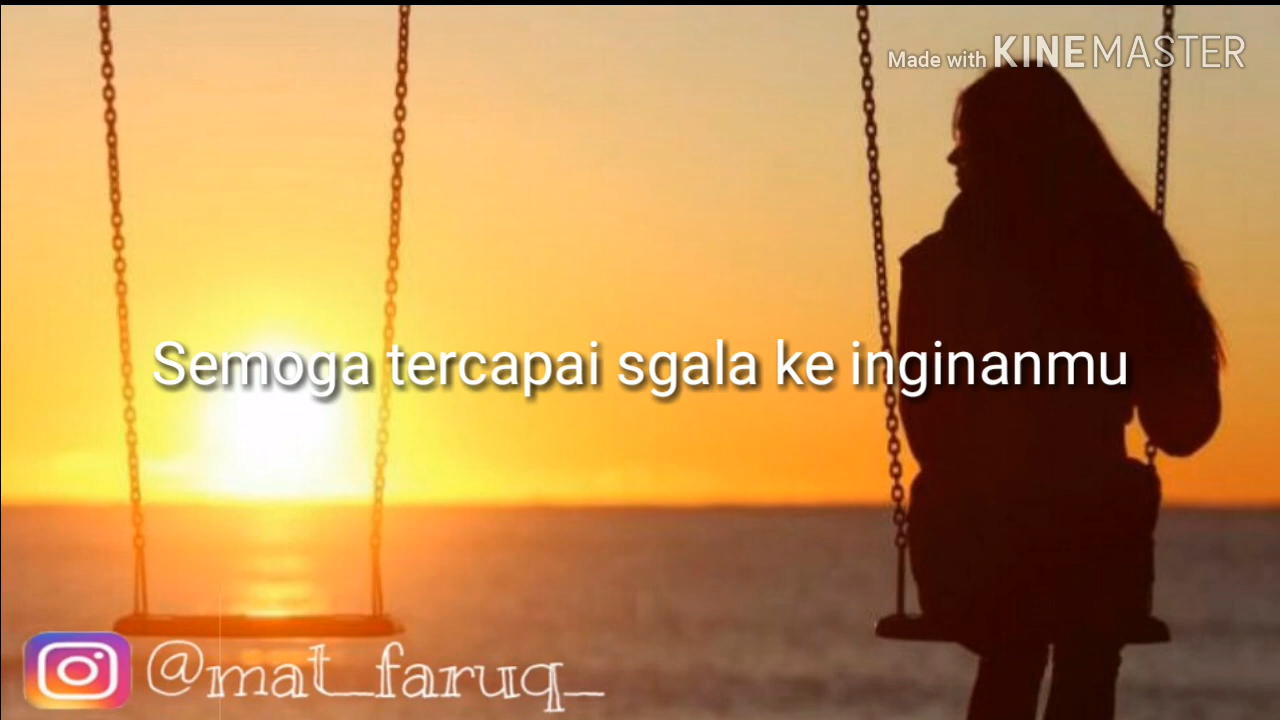 Made with KINEMASTER
Semoga tercapai sgala ke inginanmu
@mat_faruq_